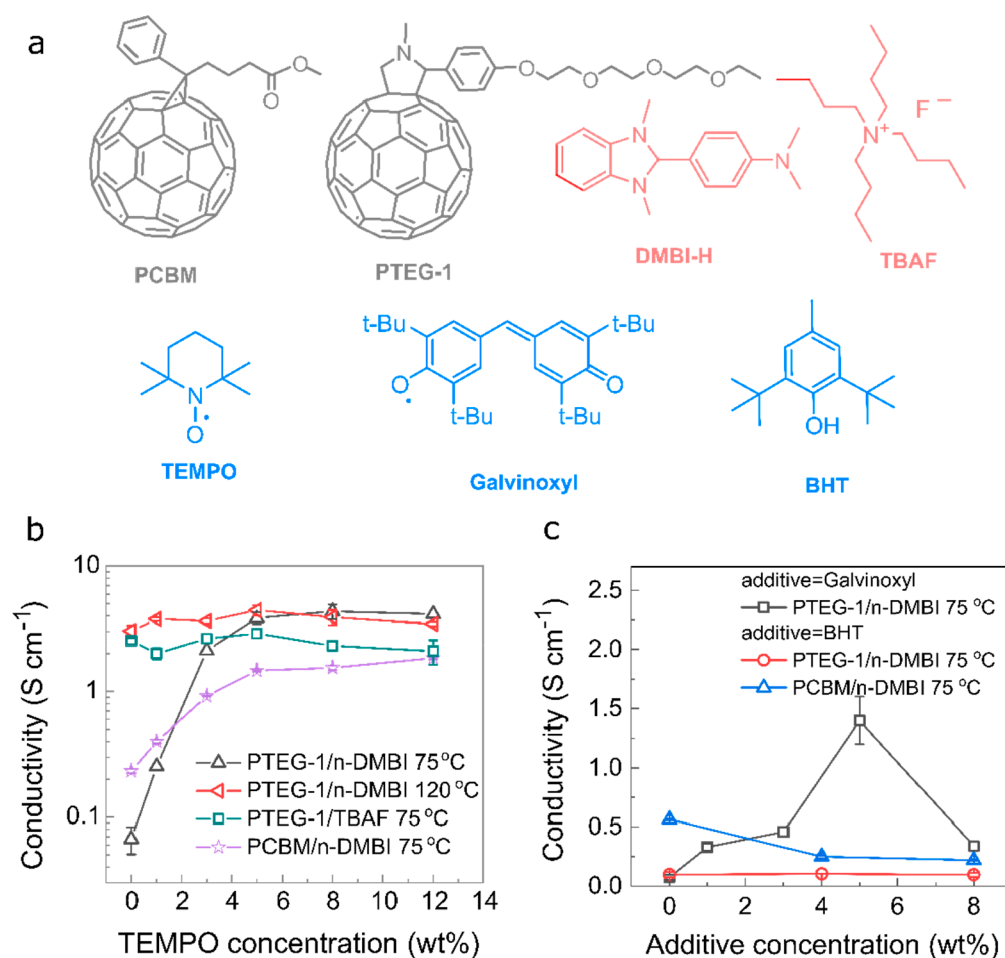 a
N
O
O
O
O
O
O
N
N
N
N⁺
F⁻
PCBM
PTEG-1
DMBI-H
TBAF
t-Bu
t-Bu
N
O
•
O
•
O
t-Bu
t-Bu
OH
TEMPO
Galvinoxyl
BHT
b
10
1
0.1
Conductivity (S cm⁻¹)
PTEG-1/n-DMBI 75 °C
PTEG-1/n-DMBI 120 °C
PTEG-1/TBAF 75 °C
PCBM/n-DMBI 75 °C
0 2 4 6 8 10 12 14
TEMPO concentration (wt%)
c
2.5
2.0
1.5
1.0
0.5
0.0
Conductivity (S cm⁻¹)
additive=Galvinoxyl
PTEG-1/n-DMBI 75 °C
additive=BHT
PTEG-1/n-DMBI 75 °C
PCBM/n-DMBI 75 °C
0 2 4 6 8
Additive concentration (wt%)